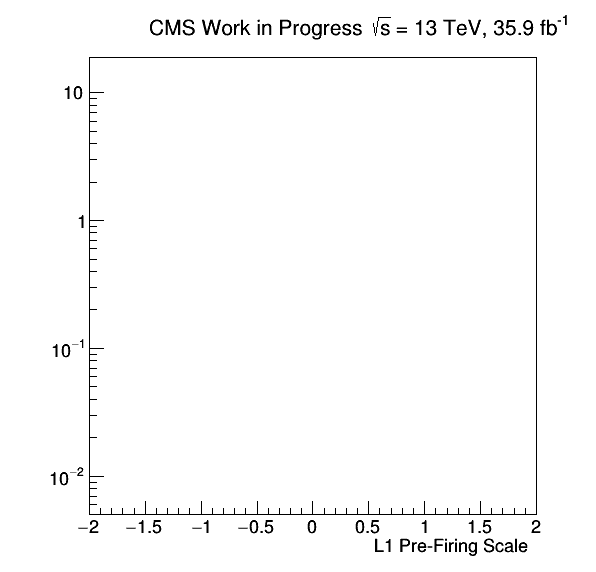 CMS Work in Progress √s = 13 TeV, 35.9 fb⁻¹
10
1
10⁻¹
10⁻²
−2 −1.5 −1 −0.5 0 0.5 1 1.5 2
L1 Pre-Firing Scale